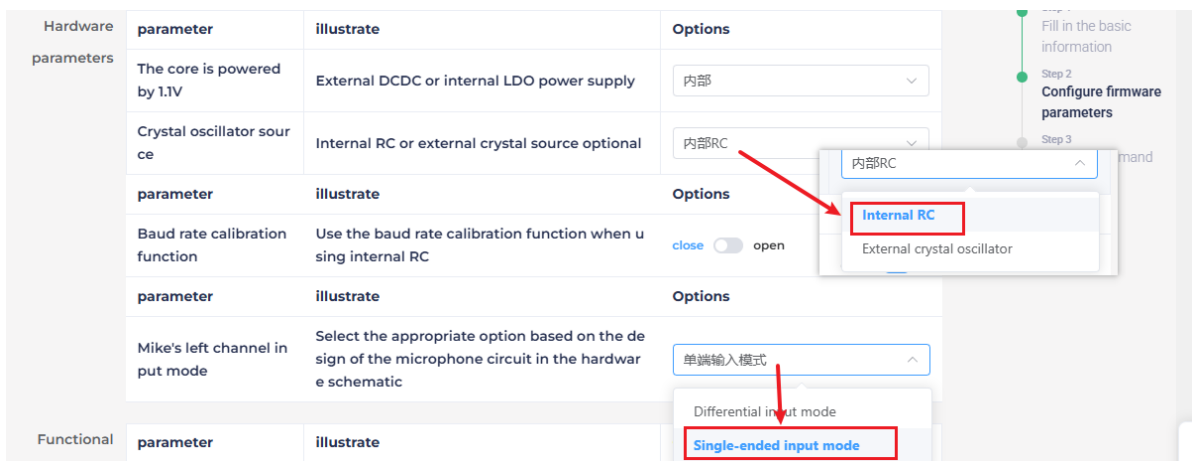 Hardware
parameters
parameter illustrate Options
The core is powered
by 1.1V
External DCDC or internal LDO power supply
内部
Crystal oscillator sour
ce
Internal RC or external crystal source optional
内部RC
parameter illustrate Options
Baud rate calibration
function
Use the baud rate calibration function when u
sing internal RC
close open
parameter illustrate Options
Mike's left channel in
put mode
Select the appropriate option based on the de
sign of the microphone circuit in the hardwar
e schematic
单端输入模式
Differential input mode
Single-ended input mode
Functional
parameter illustrate
内部RC
Internal RC
External crystal oscillator
Fill in the basic
information
Step 2
Configure firmware
parameters
Step 3
mand